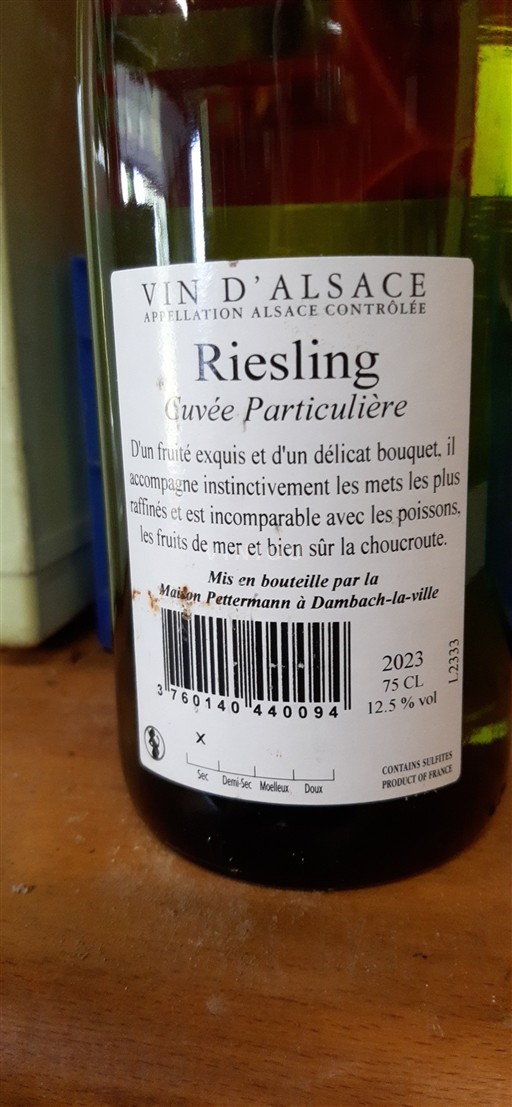 VIN D'ALSACE
APPELLATION ALSACE CONTRÔLÉE
Riesling
Cuvée Particulière
D'un fruité exquis et d'un délicat bouquet, il
accompagne instinctivement les mets les plus
raffinés et est incomparable avec les poissons,
les fruits de mer et bien sûr la choucroute.
Mis en bouteille par la
Maison Pettermann à Dambach-la-ville
3 760140 440094
2023
75 CL
12.5 % vol
L2333
X
Sec Demi-Sec Moelleux Doux
CONTAINS SULFITES
PRODUCT OF FRANCE